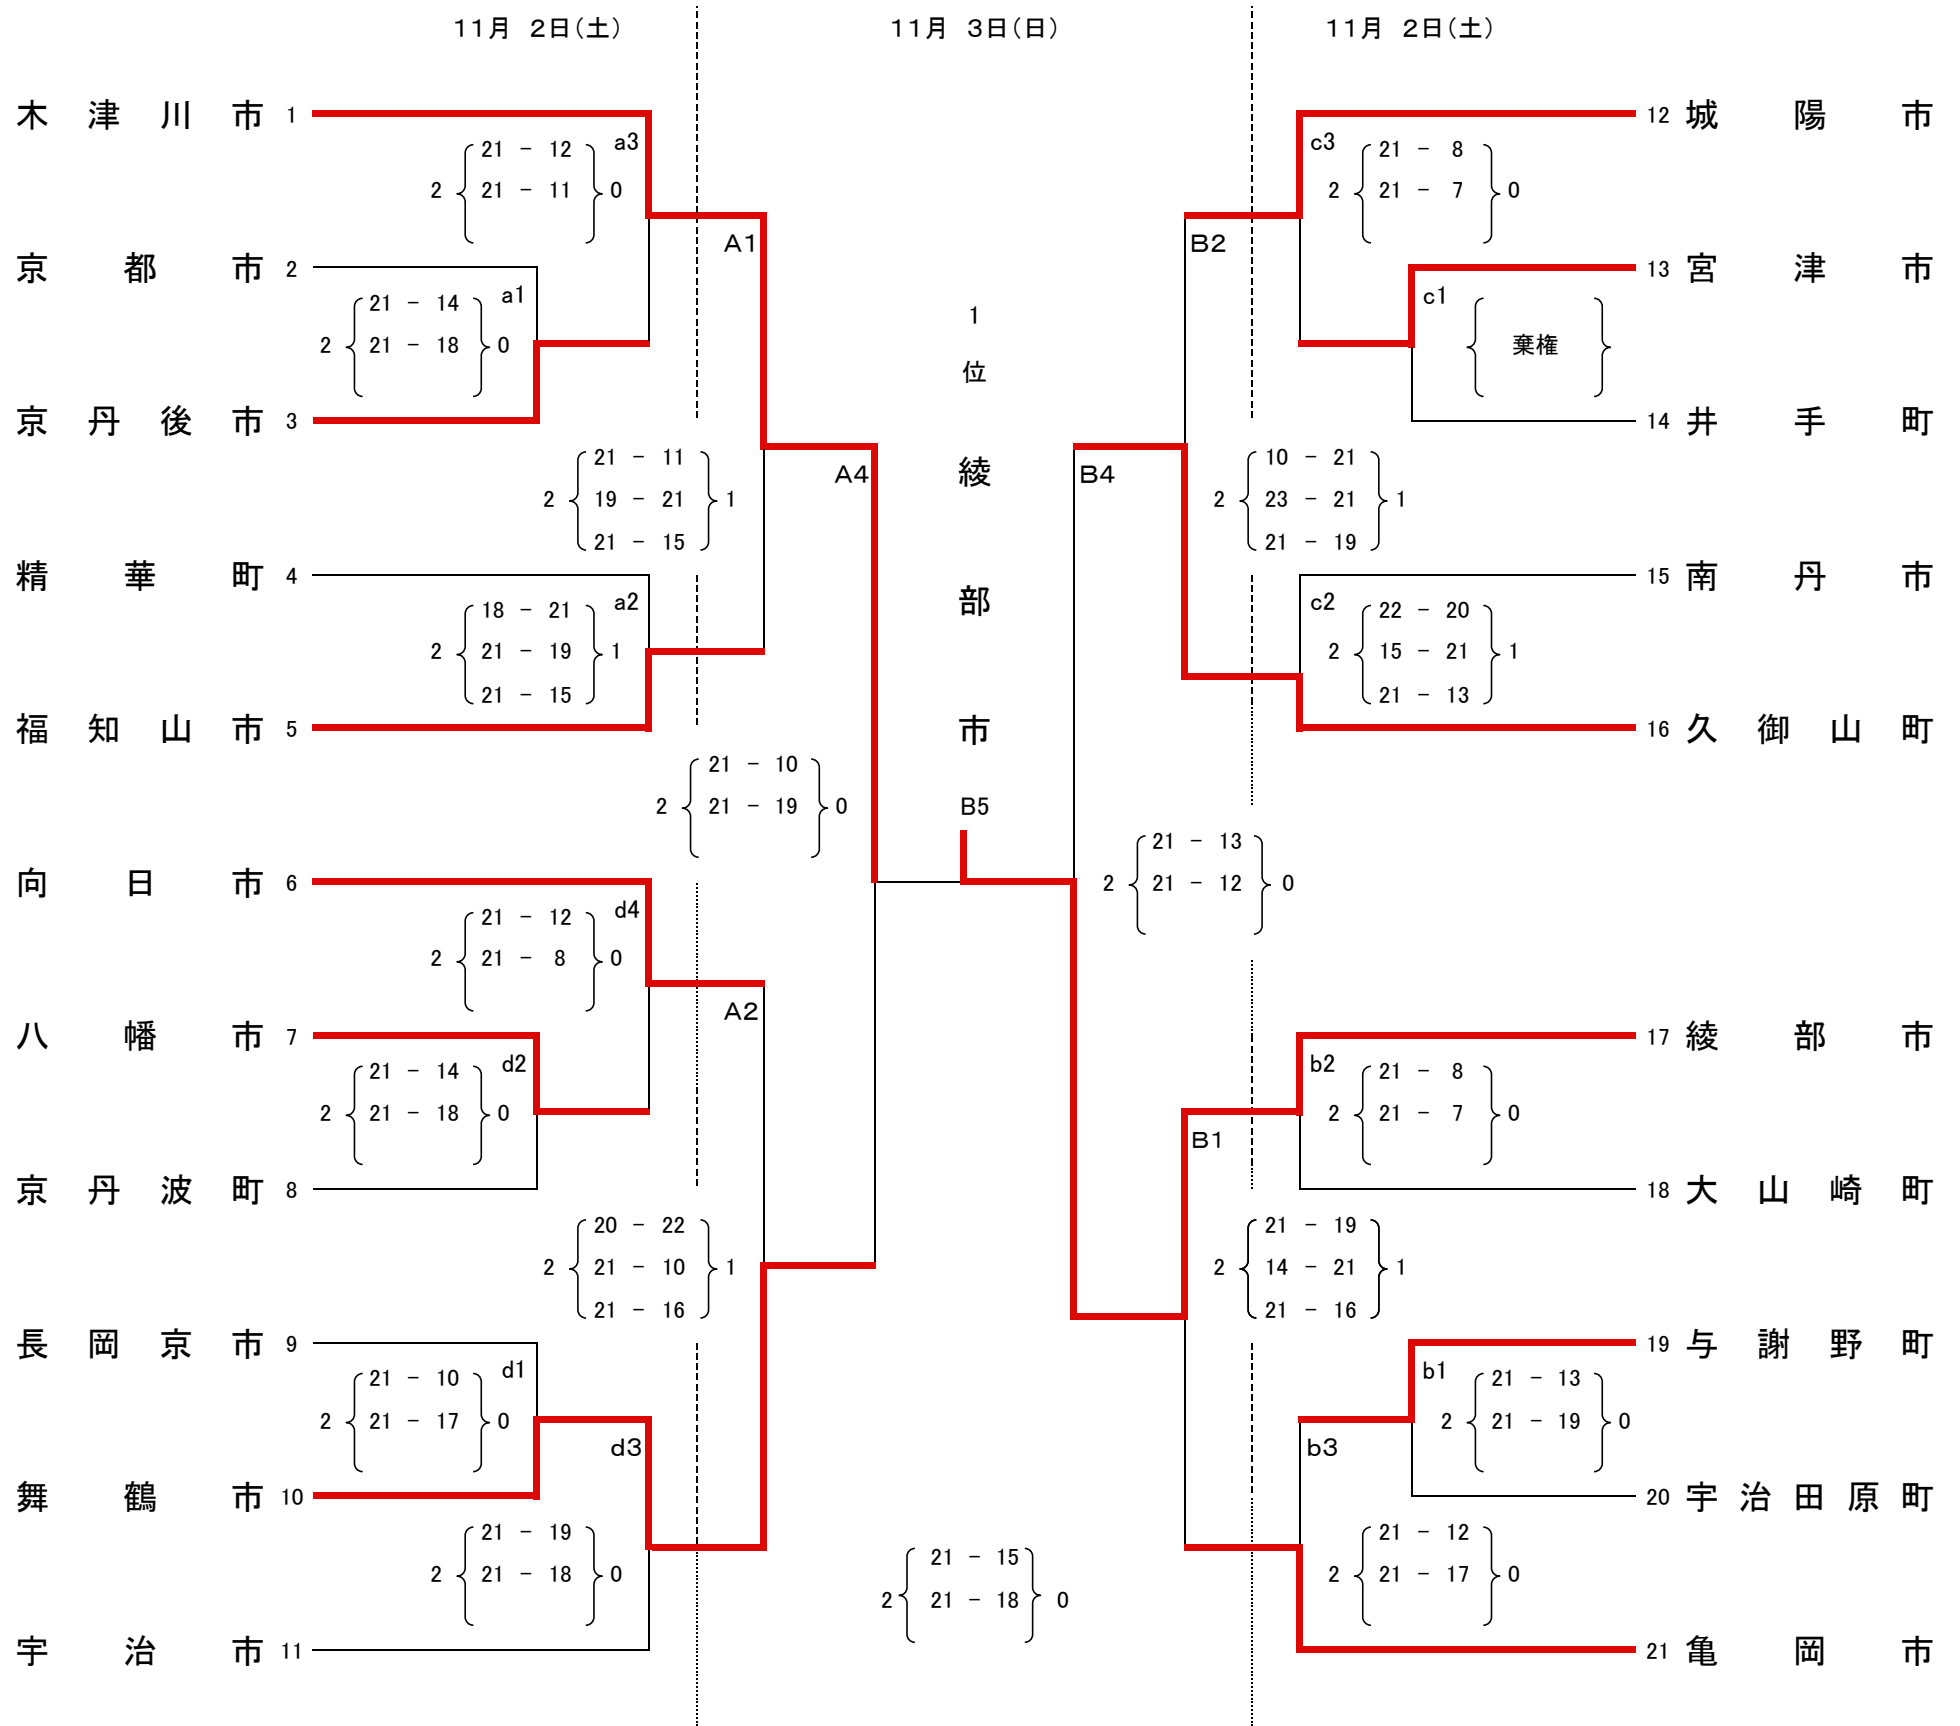 11月 2日(土)
11月 3日(日)
11月 2日(土)
木津川市 1
a3
21 － 12
2 21 － 11 0
A1
京都市 2
a1
21 － 14
2 21 － 18 0
京丹後市 3
21 － 11
2 19 － 21 1
21 － 15
A4
精華町 4
a2
18 － 21
2 21 － 19 1
21 － 15
福知山市 5
21 － 10
2 21 － 19 0
向日市 6
d4
21 － 12
2 21 － 8 0
A2
八幡市 7
d2
21 － 14
2 21 － 18 0
京丹波町 8
20 － 22
2 21 － 10 1
21 － 16
長岡京市 9
d1
21 － 10
2 21 － 17 0
d3
舞鶴市 10
21 － 19
2 21 － 18 0
宇治市 11
1位
綾部市
B5
21 － 15
2 21 － 18 0
12 城陽市
c3
21 － 8
2 21 － 7 0
B2
13 宮津市
c1
棄権
14 井手町
B4
10 － 21
2 23 － 21 1
21 － 19
15 南丹市
c2
22 － 20
2 15 － 21 1
21 － 13
16 久御山町
21 － 13
2 21 － 12 0
17 綾部市
b2
21 － 8
2 21 － 7 0
B1
18 大山崎町
21 － 19
2 14 － 21 1
21 － 16
19 与謝野町
b1
21 － 13
2 21 － 19 0
b3
20 宇治田原町
21 － 12
2 21 － 17 0
21 亀岡市